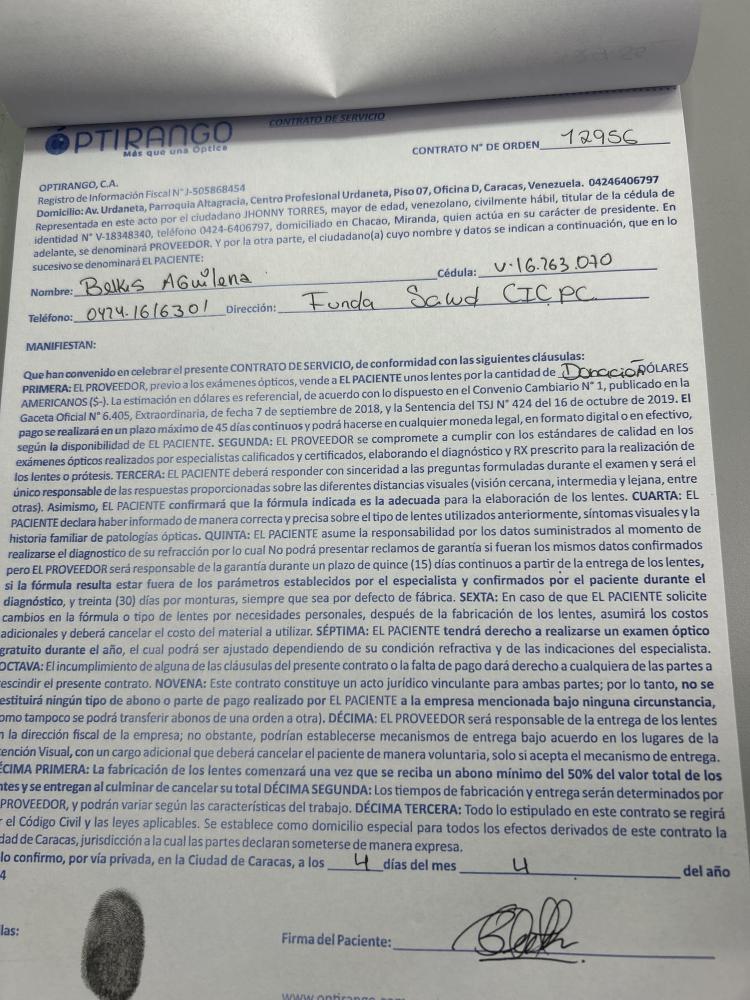 CONTRATO DE SERVICIO
OPTIRANGO
Más que una Óptica
CONTRATO N° DE ORDEN 12956
OPTIRANGO, C.A.
Registro de Información Fiscal N° J-505868454
Domicilio: Av. Urdaneta, Parroquia Altagracia, Centro Profesional Urdaneta, Piso 07, Oficina D, Caracas, Venezuela. 04246406797
Representada en este acto por el ciudadano JHONNY TORRES, mayor de edad, venezolano, civilmente hábil, titular de la cédula de
identidad N° V-18348340, teléfono 0424-6406797, domiciliado en Chacao, Miranda, quien actúa en su carácter de presidente. En
adelante, se denominará PROVEEDOR. Y por la otra parte, el ciudadano(a) cuyo nombre y datos se indican a continuación, que en lo
sucesivo se denominará EL PACIENTE:
Nombre: Belkis Aguilena Cédula: V-16.763.070
Teléfono: 0424-1616301 Dirección: Funda Salud CICPC
MANIFIESTAN:
Que han convenido en celebrar el presente CONTRATO DE SERVICIO, de conformidad con las siguientes cláusulas:
PRIMERA: EL PROVEEDOR, previo a los exámenes ópticos, vende a EL PACIENTE unos lentes por la cantidad de Donación DÓLARES
AMERICANOS ($-). La estimación en dólares es referencial, de acuerdo con lo dispuesto en el Convenio Cambiario N° 1, publicado en la
Gaceta Oficial N° 6.405, Extraordinaria, de fecha 7 de septiembre de 2018, y la Sentencia del TSJ N° 424 del 16 de octubre de 2019. El
pago se realizará en un plazo máximo de 45 días continuos y podrá hacerse en cualquier moneda legal, en formato digital o en efectivo,
según la disponibilidad de EL PACIENTE. SEGUNDA: EL PROVEEDOR se compromete a cumplir con los estándares de calidad en los
exámenes ópticos realizados por especialistas calificados y certificados, elaborando el diagnóstico y RX prescrito para la realización de
los lentes o prótesis. TERCERA: EL PACIENTE deberá responder con sinceridad a las preguntas formuladas durante el examen y será el
único responsable de las respuestas proporcionadas sobre las diferentes distancias visuales (visión cercana, intermedia y lejana, entre
otras). Asimismo, EL PACIENTE confirmará que la fórmula indicada es la adecuada para la elaboración de los lentes. CUARTA: EL
PACIENTE declara haber informado de manera correcta y precisa sobre el tipo de lentes utilizados anteriormente, síntomas visuales y la
historia familiar de patologías ópticas. QUINTA: EL PACIENTE asume la responsabilidad por los datos suministrados al momento de
realizarse el diagnostico de su refracción por lo cual No podrá presentar reclamos de garantía si fueran los mismos datos confirmados
pero EL PROVEEDOR será responsable de la garantía durante un plazo de quince (15) días continuos a partir de la entrega de los lentes,
si la fórmula resulta estar fuera de los parámetros establecidos por el especialista y confirmados por el paciente durante el
diagnóstico, y treinta (30) días por monturas, siempre que sea por defecto de fábrica. SEXTA: En caso de que EL PACIENTE solicite
cambios en la fórmula o tipo de lentes por necesidades personales, después de la fabricación de los lentes, asumirá los costos
adicionales y deberá cancelar el costo del material a utilizar. SÉPTIMA: EL PACIENTE tendrá derecho a realizarse un examen óptico
gratuito durante el año, el cual podrá ser ajustado dependiendo de su condición refractiva y de las indicaciones del especialista.
OCTAVA: El incumplimiento de alguna de las cláusulas del presente contrato o la falta de pago dará derecho a cualquiera de las partes a
rescindir el presente contrato. NOVENA: Este contrato constituye un acto jurídico vinculante para ambas partes; por lo tanto, no se
estituirá ningún tipo de abono o parte de pago realizado por EL PACIENTE a la empresa mencionada bajo ninguna circunstancia,
omo tampoco se podrá transferir abonos de una orden a otra). DÉCIMA: EL PROVEEDOR será responsable de la entrega de los lentes
n la dirección fiscal de la empresa; no obstante, podrían establecerse mecanismos de entrega bajo acuerdo en los lugares de la
ención Visual, con un cargo adicional que deberá cancelar el paciente de manera voluntaria, solo si acepta el mecanismo de entrega.
ÉCIMA PRIMERA: La fabricación de los lentes comenzará una vez que se reciba un abono mínimo del 50% del valor total de los
ntes y se entregan al culminar de cancelar su total DÉCIMA SEGUNDA: Los tiempos de fabricación y entrega serán determinados por
PROVEEDOR, y podrán variar según las características del trabajo. DÉCIMA TERCERA: Todo lo estipulado en este contrato se regirá
r el Código Civil y las leyes aplicables. Se establece como domicilio especial para todos los efectos derivados de este contrato la
dad de Caracas, jurisdicción a la cual las partes declaran someterse de manera expresa.
lo confirmo, por vía privada, en la Ciudad de Caracas, a los 4 días del mes 4 del año
4
las:
Firma del Paciente:
www.optirango.com